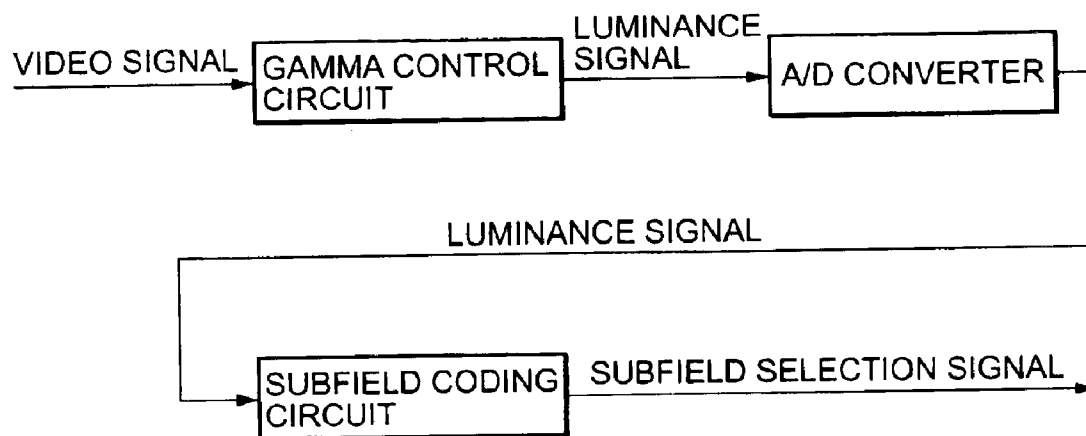 VIDEO SIGNAL
GAMMA CONTROL
CIRCUIT
LUMINANCE
SIGNAL
A/D CONVERTER
LUMINANCE SIGNAL
SUBFIELD CODING
CIRCUIT
SUBFIELD SELECTION SIGNAL